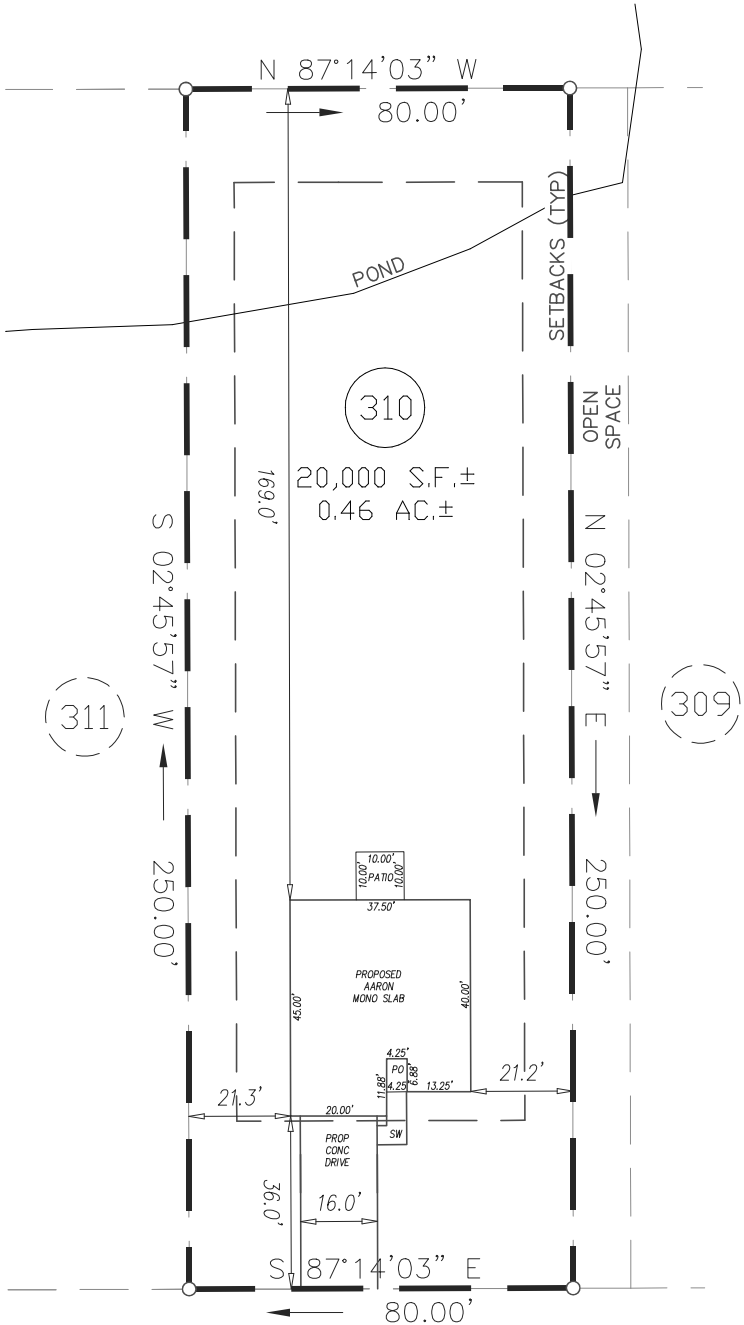 N 87°14'03" W
80.00'
SETBACKS (TYP)
POND
310
OPEN
SPACE
20,000 S.F.±
0.46 AC.±
169.0'
S 02°45'57" W
N 02°45'57" E
311
309
250.00'
250.00'
10.00'
10.00'
PATIO
10.00'
37.50'
PROPOSED
AARON
MONO SLAB
45.00'
40.00'
4.25'
PO
11.88'
6.88'
4.25'
13.25'
21.3'
21.2'
20.00'
SW
PROP
CONC
DRIVE
36.0'
16.0'
S 87°14'03" E
80.00'